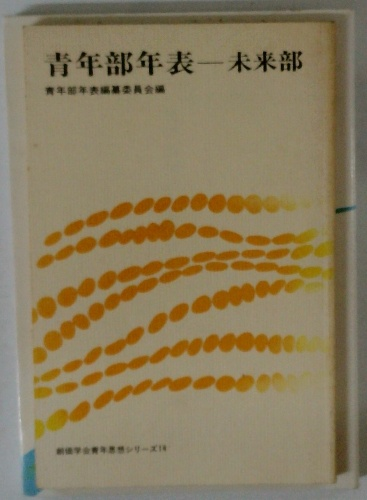 青年部年表―未来部
青年部年表編纂委員会編
創価学会青年思想シリーズ14